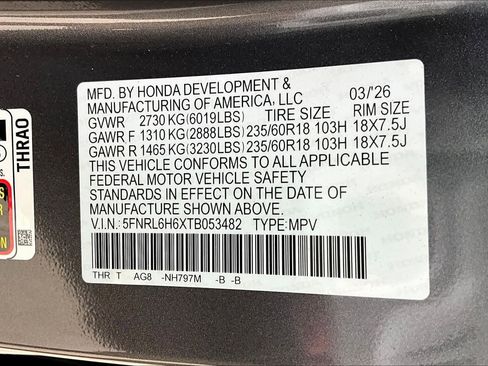 MFD. BY HONDA DEVELOPMENT &
MANUFACTURING OF AMERICA, LLC 03/'26
GVWR 2730 KG(6019LBS) TIRE SIZE RIM SIZE
GAWR F 1310 KG(2888LBS) 235/60R18 103H 18X7.5J
GAWR R 1465 KG(3230LBS) 235/60R18 103H 18X7.5J
THIS VEHICLE CONFORMS TO ALL APPLICABLE
FEDERAL MOTOR VEHICLE SAFETY
STANDARDS IN EFFECT ON THE DATE OF
MANUFACTURE SHOWN ABOVE.
V.I.N.: 5FNRL6H6XTB053482 TYPE: MPV
THR T AG8 -NH797M -B -B
THRA0